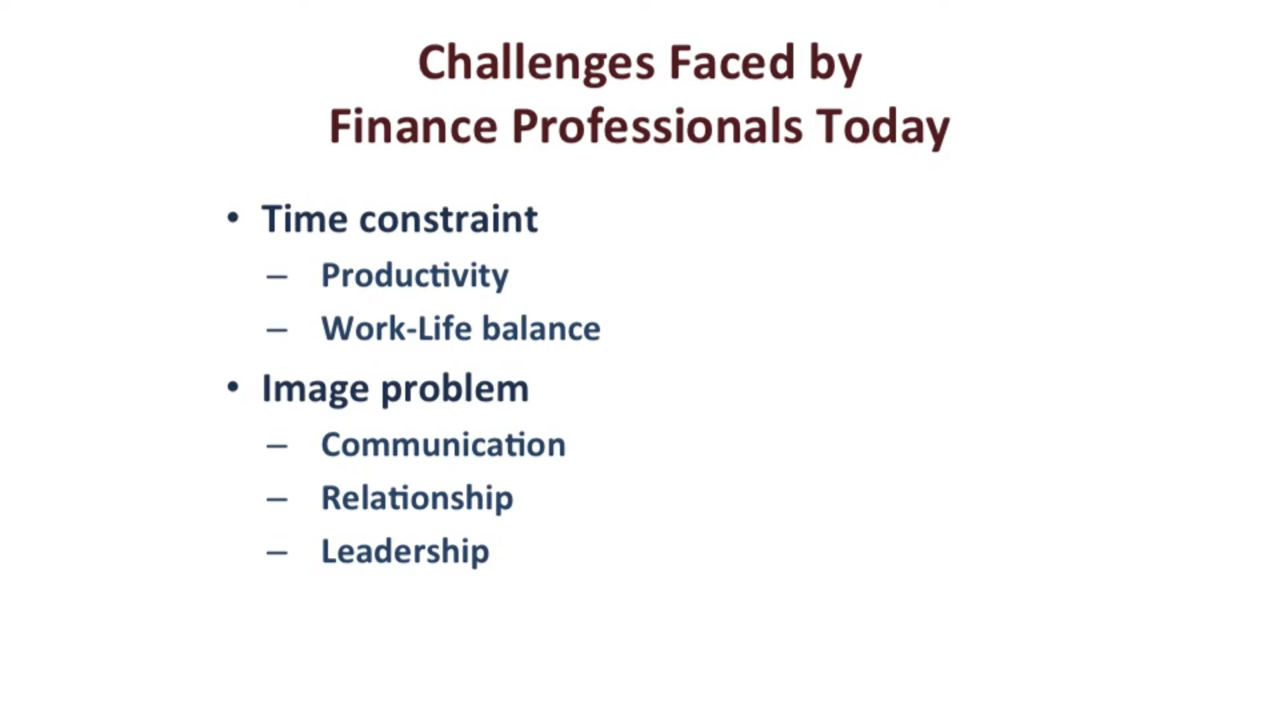 Challenges Faced by
Finance Professionals Today
• Time constraint
– Productivity
– Work-Life balance
• Image problem
– Communication
– Relationship
– Leadership